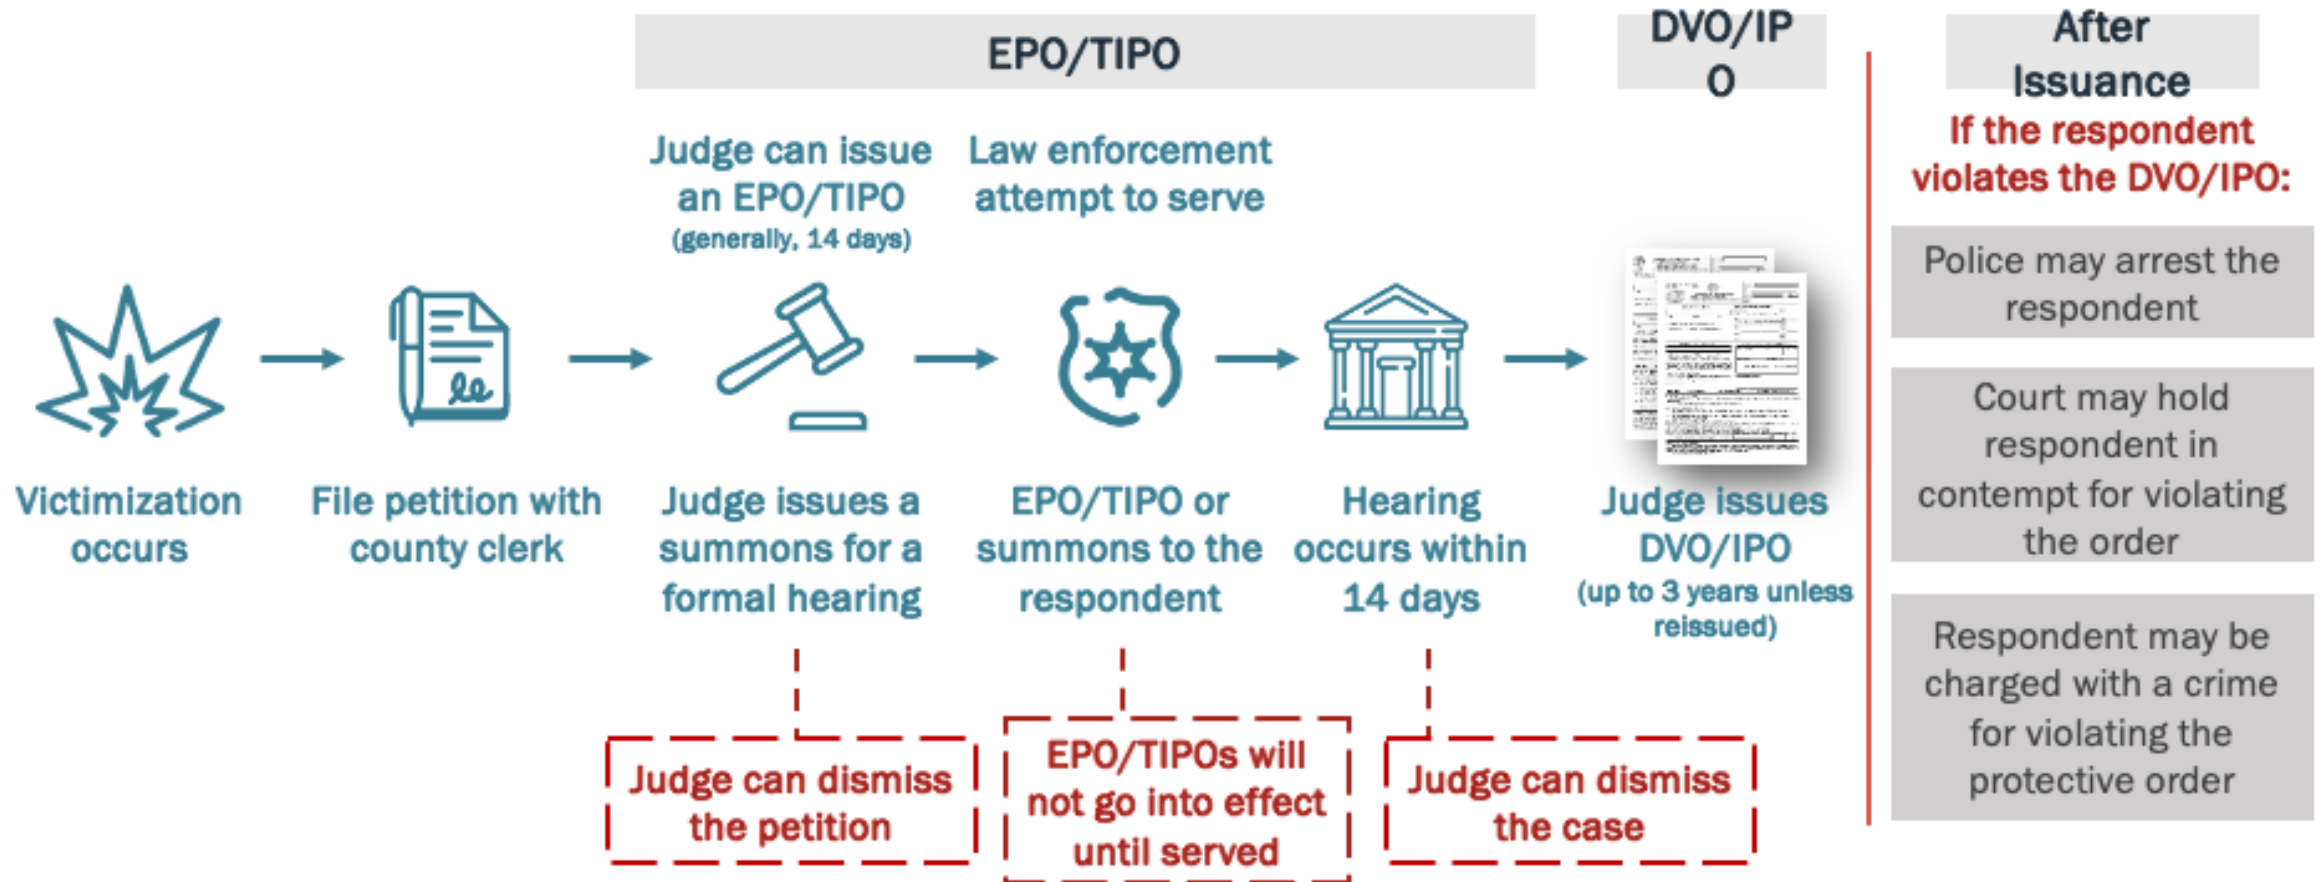 EPO/TIPO
DVO/IP
O
After
Issuance
Judge can issue
an EPO/TIPO
(generally, 14 days)
Law enforcement
attempt to serve
If the respondent
violates the DVO/IPO:
Victimization
occurs
File petition with
county clerk
Judge issues a
summons for a
formal hearing
EPO/TIPO or
summons to the
respondent
Hearing
occurs within
14 days
Judge issues
DVO/IPO
(up to 3 years unless
reissued)
Judge can dismiss
the petition
EPO/TIPOs will
not go into effect
until served
Judge can dismiss
the case
Police may arrest the
respondent
Court may hold
respondent in
contempt for violating
the order
Respondent may be
charged with a crime
for violating the
protective order